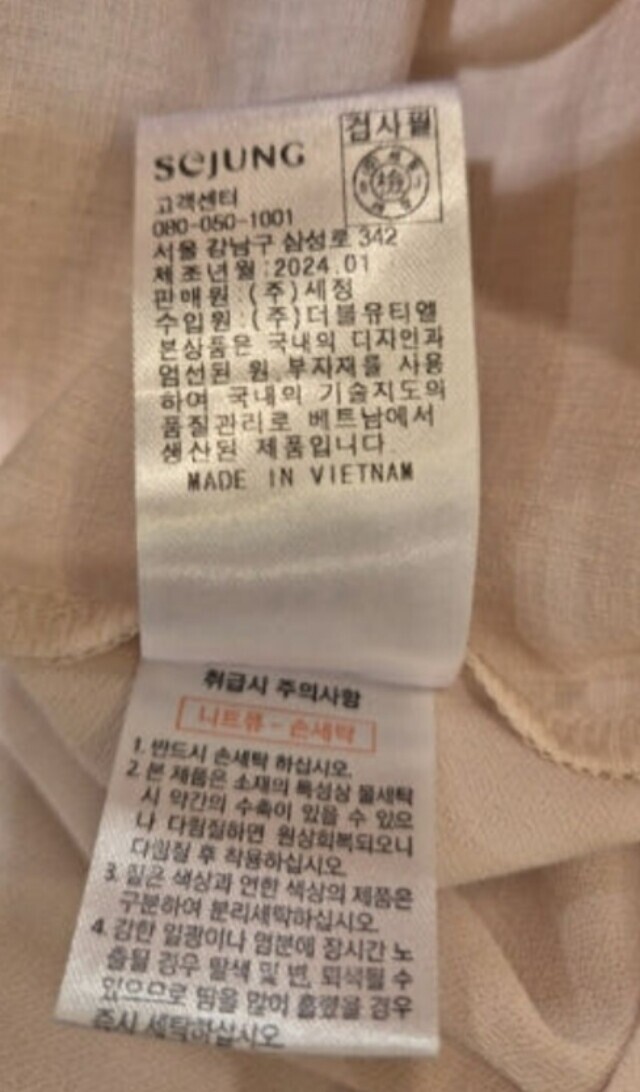 SEJUNG
검사필
고객센터
080-050-1001
서울 강남구 삼성로 342
제조년월:2024.01
판매원:(주)세정
수입원:(주)더블유티엘
본상품은 국내의 디자인과
엄선된 원 부자재를 사용
하여 국내의 기술지도의
품질관리로 베트남에서
생산된 제품입니다
MADE IN VIETNAM
취급시 주의사항
니트류 - 손세탁
1. 반드시 손세탁 하십시오.
2. 본 제품은 소재의 특성상 물세탁
시 약간의 수축이 있을 수 있으
나 다림질하면 원상회복되오니
다림질 후 착용하십시오.
3. 짙은 색상과 연한 색상의 제품은
구분하여 분리세탁하십시오.
4. 강한 일광이나 염분에 장시간 노
출될 경우 탈색 및 변, 퇴색될 수
있으므로 땀을 많이 흘렸을 경우
즉시 세탁하십시오